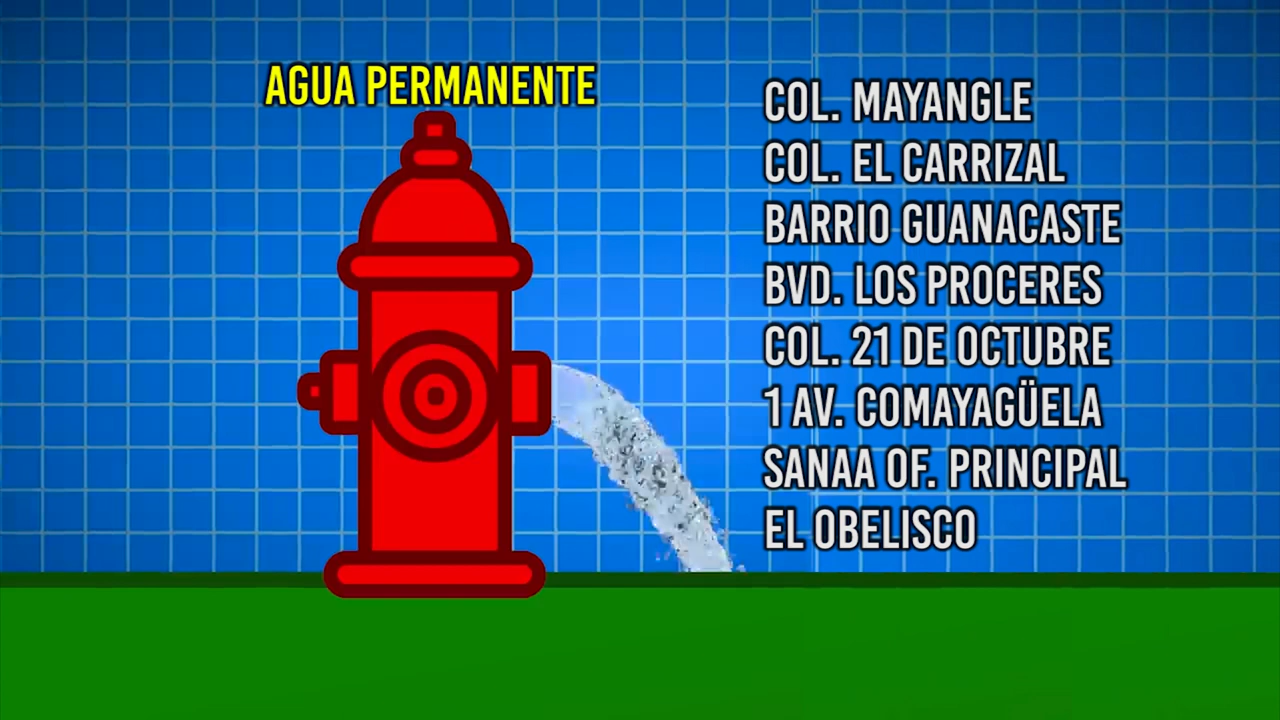 AGUA PERMANENTE
COL. MAYANGLE
COL. EL CARRIZAL
BARRIO GUANACASTE
BVD. LOS PROCERES
COL. 21 DE OCTUBRE
1 AV. COMAYAGÜELA
SANAA OF. PRINCIPAL
EL OBELISCO